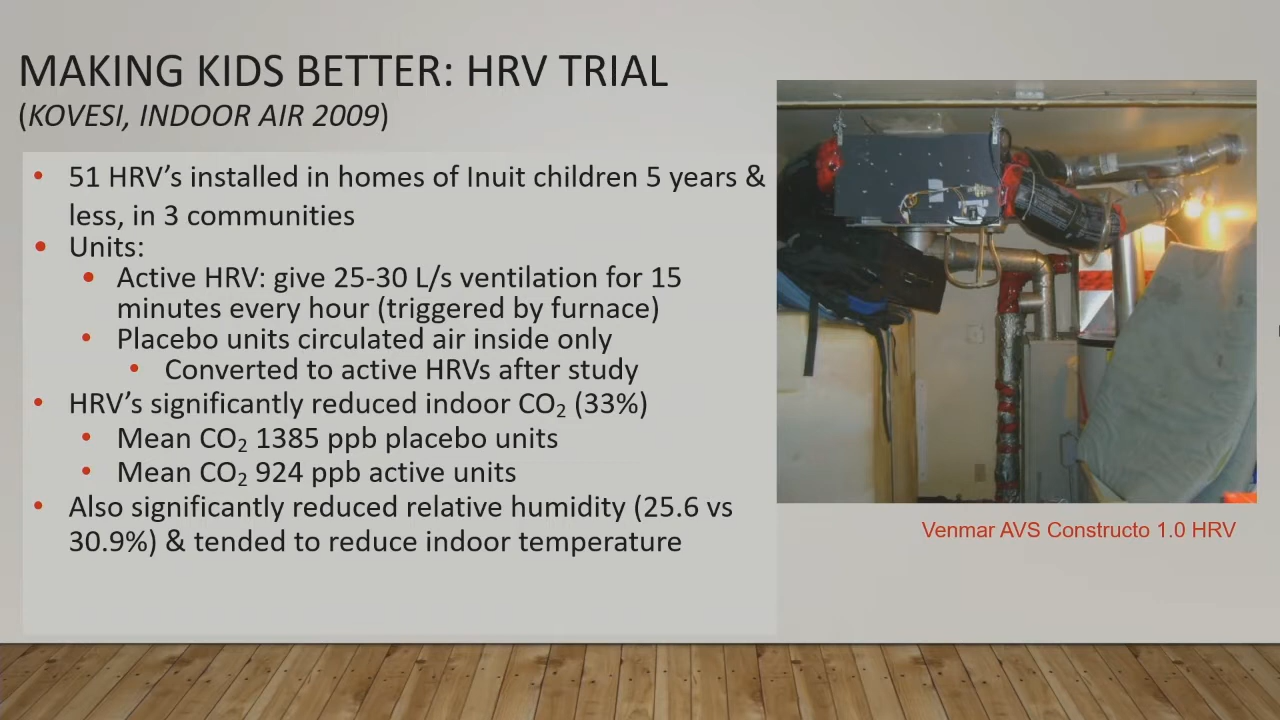 MAKING KIDS BETTER: HRV TRIAL
(KOVESI, INDOOR AIR 2009)
• 51 HRV’s installed in homes of Inuit children 5 years &
less, in 3 communities
• Units:
• Active HRV: give 25-30 L/s ventilation for 15
minutes every hour (triggered by furnace)
• Placebo units circulated air inside only
• Converted to active HRVs after study
• HRV’s significantly reduced indoor CO₂ (33%)
• Mean CO₂ 1385 ppb placebo units
• Mean CO₂ 924 ppb active units
• Also significantly reduced relative humidity (25.6 vs
30.9%) & tended to reduce indoor temperature
Venmar AVS Constructo 1.0 HRV